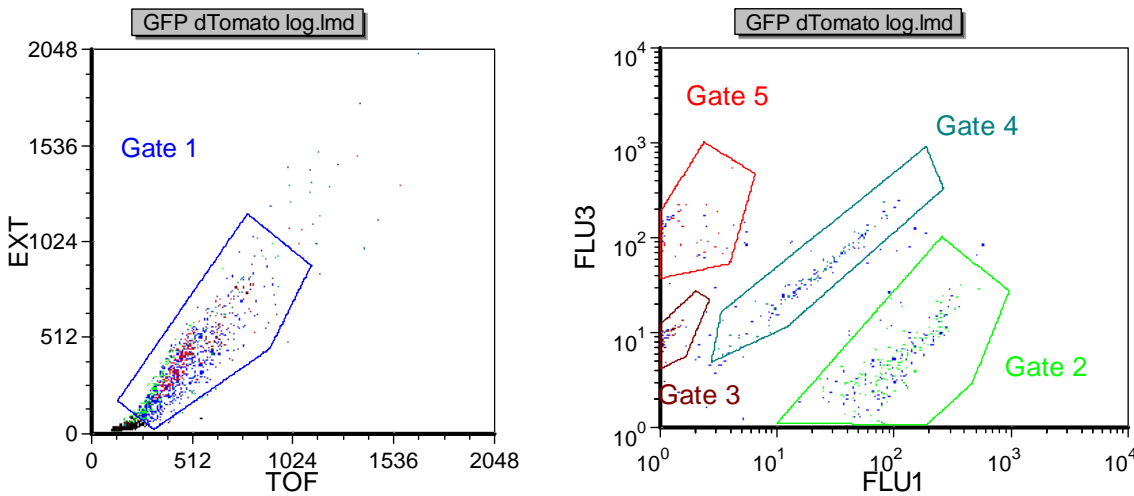 GFP dTomato log.lmd
2048
1536
1024
512
0
EXT
Gate 1
0
512
1024
1536
2048
TOF
GFP dTomato log.lmd
10^4
10^3
10^2
10^1
10^0
FLU3
Gate 5
Gate 4
Gate 2
Gate 3
10^0
10^1
10^2
10^3
10^4
FLU1